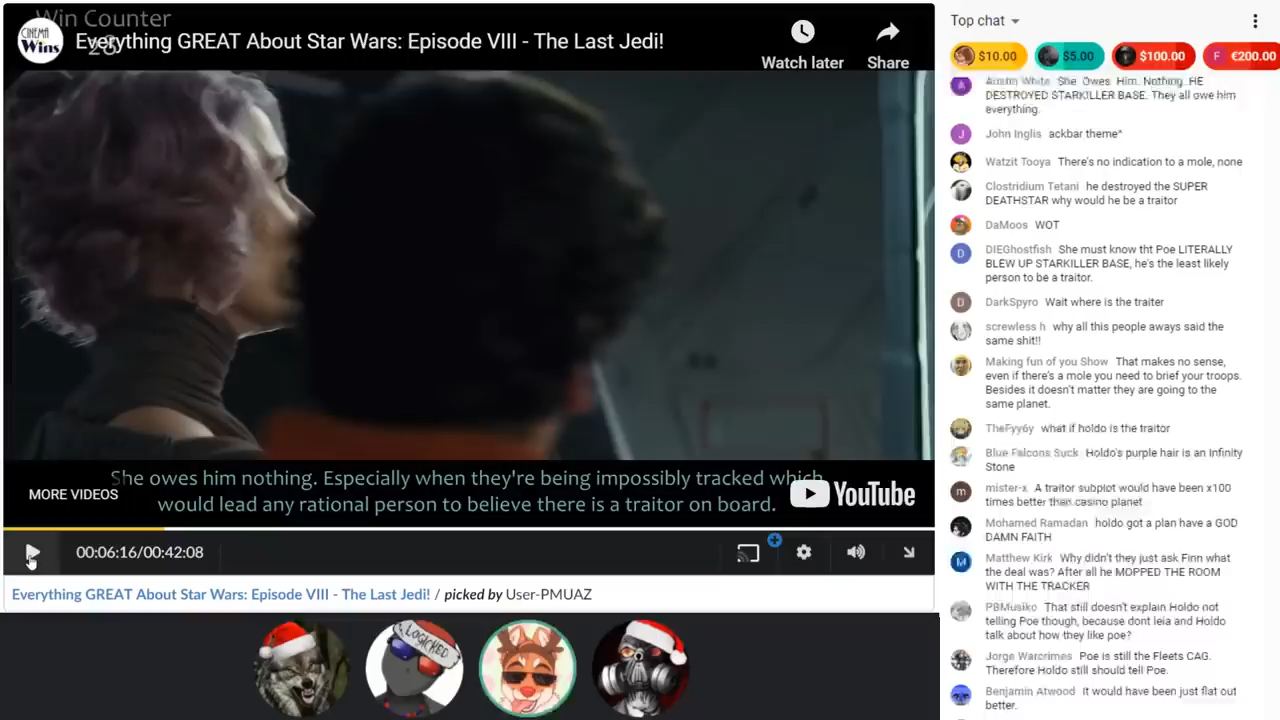 Win Counter
28
CINEMA
Wins
Everything GREAT About Star Wars: Episode VIII - The Last Jedi!
Watch later
Share
She owes him nothing. Especially when they're being impossibly tracked which
would lead any rational person to believe there is a traitor on board.
MORE VIDEOS
YouTube
00:06:16/00:42:08
Everything GREAT About Star Wars: Episode VIII - The Last Jedi! / picked by User-PMUAZ
LOGICKED
Top chat
$10.00
$5.00
$100.00
F €200.00
Austin White She Owes Him Nothing. HE
DESTROYED STARKILLER BASE. They all owe him
everything.
J John Inglis ackbar theme*
Watzit Tooya There's no indication to a mole, none
Clostridium Tetani he destroyed the SUPER
DEATHSTAR why would he be a traitor
DaMoos WOT
D DIEGhostfish She must know tht Poe LITERALLY
BLEW UP STARKILLER BASE, he's the least likely
person to be a traitor.
D DarkSpyro Wait where is the traiter
screwless h why all this people aways said the
same shit!!
Making fun of you Show That makes no sense,
even if there's a mole you need to brief your troops.
Besides it doesn't matter they are going to the
same planet.
TheFyy6y what if holdo is the traitor
Blue Falcons Suck Holdo's purple hair is an Infinity
Stone
m mister-x A traitor subplot would have been x100
times better than casino planet
Mohamed Ramadan holdo got a plan have a GOD
DAMN FAITH
M Matthew Kirk Why didn't they just ask Finn what
the deal was? After all he MOPPED THE ROOM
WITH THE TRACKER
PBMusiko That still doesn't explain Holdo not
telling Poe though, because dont leia and Holdo
talk about how they like poe?
Jorge Warcrimes Poe is still the Fleets CAG.
Therefore Holdo still should tell Poe.
Benjamin Atwood It would have been just flat out
better.